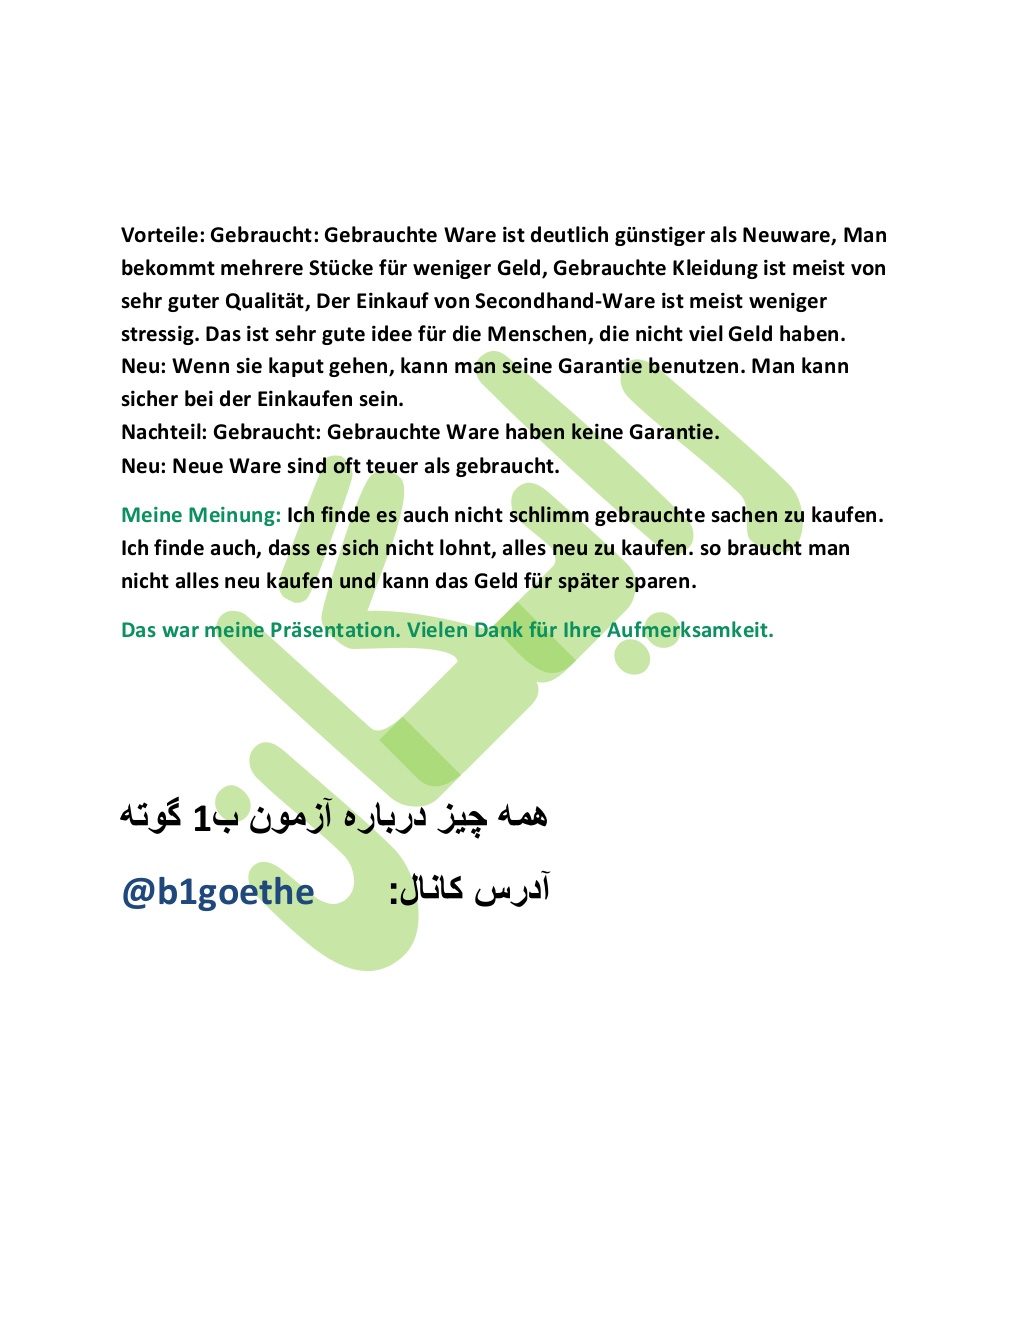 Vorteile: Gebraucht: Gebrauchte Ware ist deutlich günstiger als Neuware, Man
bekommt mehrere Stücke für weniger Geld, Gebrauchte Kleidung ist meist von
sehr guter Qualität, Der Einkauf von Secondhand-Ware ist meist weniger
stressig. Das ist sehr gute idee für die Menschen, die nicht viel Geld haben.
Neu: Wenn sie kaput gehen, kann man seine Garantie benutzen. Man kann
sicher bei der Einkaufen sein.
Nachteil: Gebraucht: Gebrauchte Ware haben keine Garantie.
Neu: Neue Ware sind oft teuer als gebraucht.
Meine Meinung: Ich finde es auch nicht schlimm gebrauchte sachen zu kaufen.
Ich finde auch, dass es sich nicht lohnt, alles neu zu kaufen. so braucht man
nicht alles neu kaufen und kann das Geld für später sparen.
Das war meine Präsentation. Vielen Dank für Ihre Aufmerksamkeit.
رایگان
همه چیز درباره آزمون ب1 گوته
آدرس کانال: @b1goethe